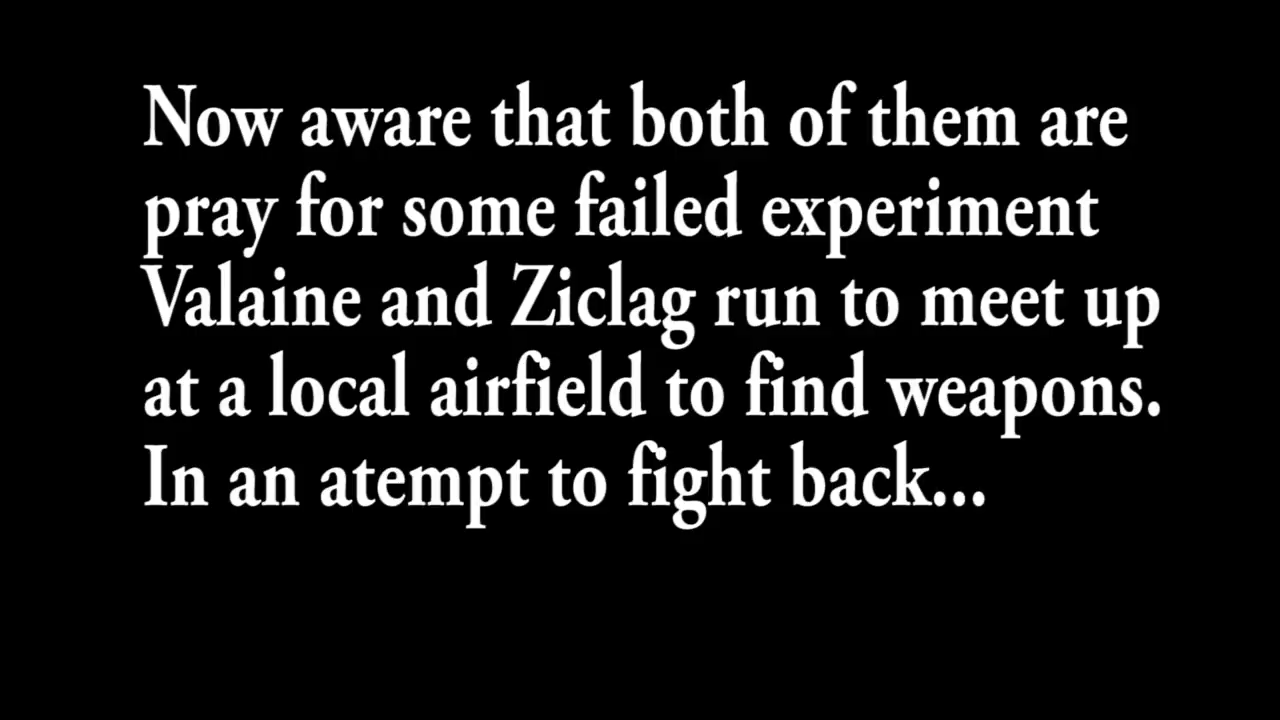 Now aware that both of them are
pray for some failed experiment
Valaine and Ziclag run to meet up
at a local airfield to find weapons.
In an atempt to fight back...